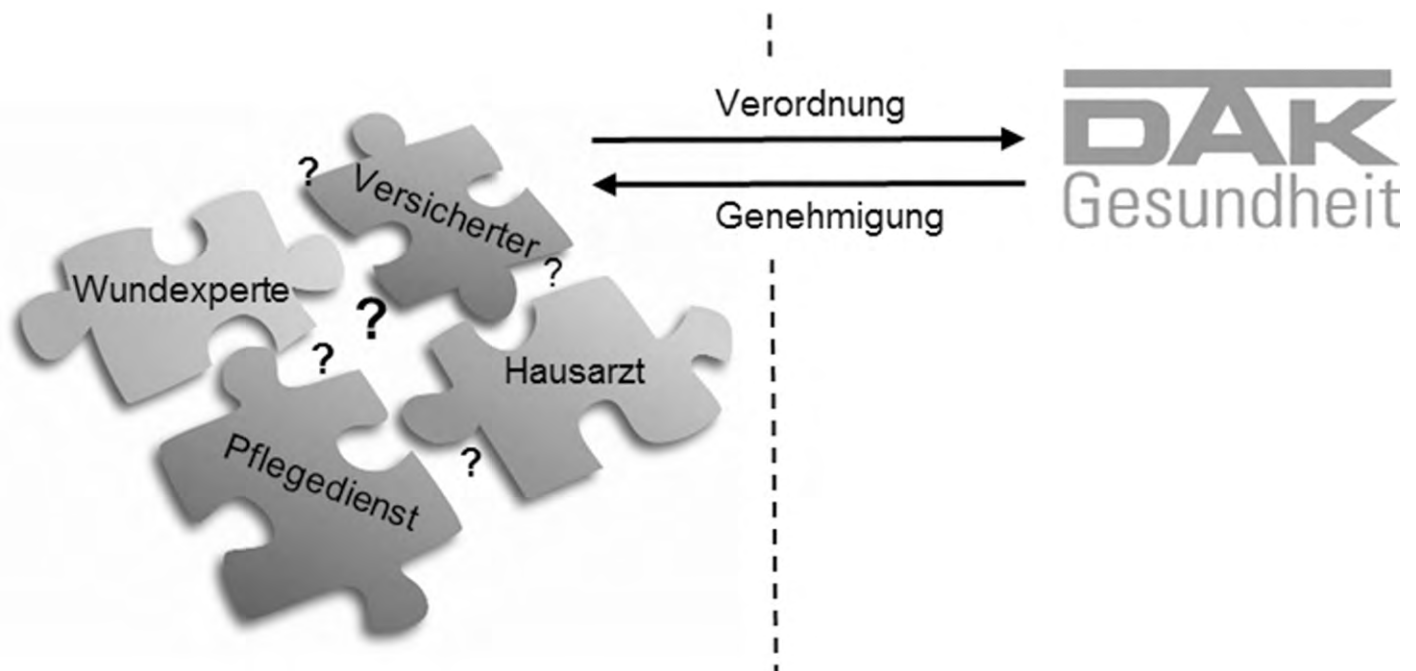 Verordnung
Genehmigung
DAK
Gesundheit
?
Versicherter
?
Wundexperte
?
?
Hausarzt
Pflegedienst
?